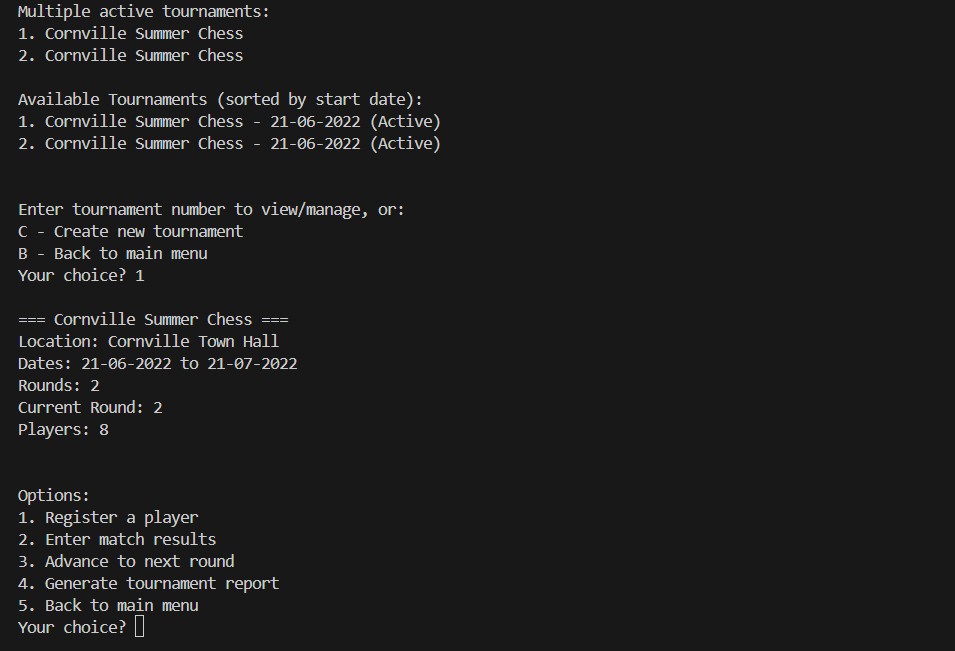 Multiple active tournaments:
1. Cornville Summer Chess
2. Cornville Summer Chess
Available Tournaments (sorted by start date):
1. Cornville Summer Chess - 21-06-2022 (Active)
2. Cornville Summer Chess - 21-06-2022 (Active)
Enter tournament number to view/manage, or:
C - Create new tournament
B - Back to main menu
Your choice? 1
=== Cornville Summer Chess ===
Location: Cornville Town Hall
Dates: 21-06-2022 to 21-07-2022
Rounds: 2
Current Round: 2
Players: 8
Options:
1. Register a player
2. Enter match results
3. Advance to next round
4. Generate tournament report
5. Back to main menu
Your choice?